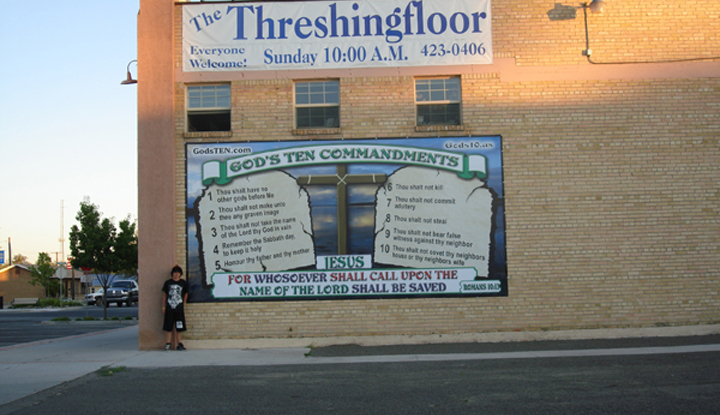 The Threshingfloor
Everyone
Welcome!
Sunday 10:00 A.M. 423-0406
GodsTEN.com
Gods10.us
GOD'S TEN COMMANDMENTS
1 Thou shalt have no
other gods before Me
2 Thou shalt not make unto
thee any graven image
3 Thou shalt not take the name
of the Lord thy God in vain
4 Remember the Sabbath day,
to keep it holy
5 Honour thy father and thy mother
6 Thou shalt not kill
7 Thou shalt not commit
adultery
8 Thou shalt not steal
9 Thou shalt not bear false
witness against thy neighbor
10 Thou shalt not covet thy neighbors
house or thy neighbors wife
JESUS
FOR WHOSOEVER SHALL CALL UPON THE
NAME OF THE LORD SHALL BE SAVED
ROMANS 10:13